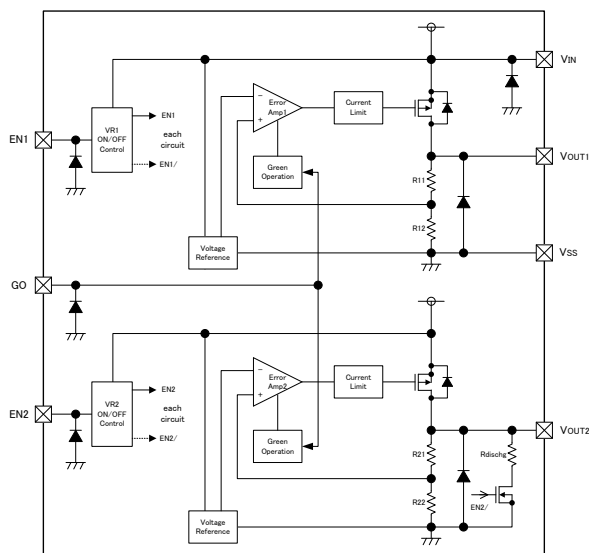 VIN
−
Error
Amp1
+
Current
Limit
EN1
VR1
ON/OFF
Control
EN1
each
circuit
EN1/
VOUT1
Green
Operation
R11
R12
Voltage
Reference
VSS
GO
−
Error
Amp2
+
Current
Limit
EN2
VR2
ON/OFF
Control
EN2
each
circuit
EN2/
VOUT2
Green
Operation
R21
Rdischg
R22
EN2/
Voltage
Reference